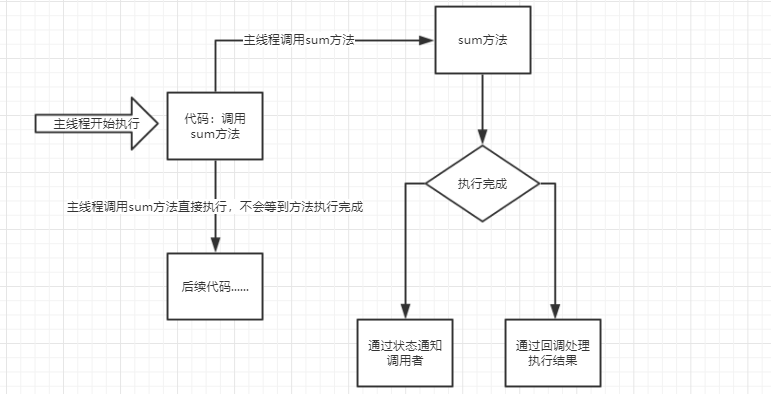 主线程调用sum方法
sum方法
主线程开始执行
代码：调用
sum方法
执行完成
主线程调用sum方法直接执行，不会等到方法执行完成
后续代码......
通过状态通知
调用者
通过回调处理
执行结果